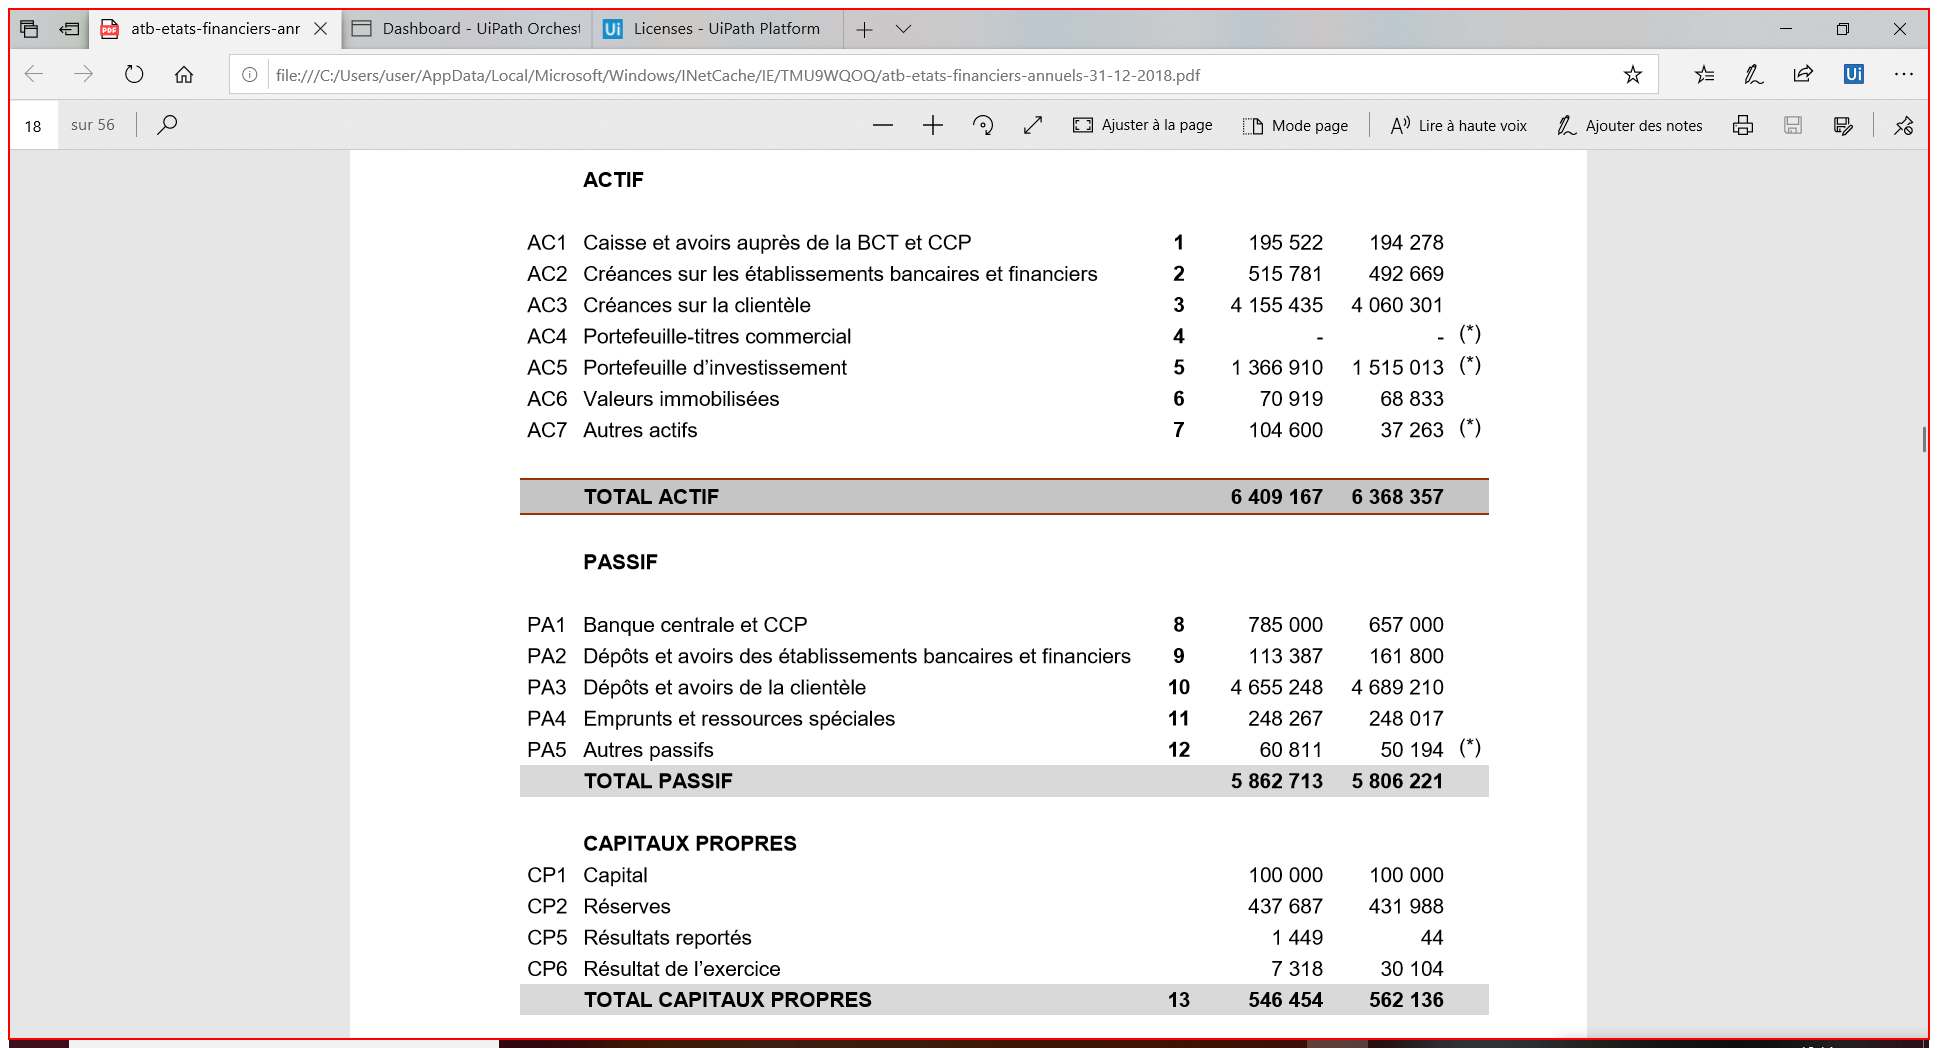 atb-etats-financiers-anr
Dashboard - UiPath Orchest
Ui Licenses - UiPath Platform
file:///C:/Users/user/AppData/Local/Microsoft/Windows/INetCache/IE/TMU9WQOQ/atb-etats-financiers-annuels-31-12-2018.pdf
Ui
18 sur 56 Ajuster à la page Mode page Lire à haute voix Ajouter des notes
ACTIF
AC1 Caisse et avoirs auprès de la BCT et CCP 1 195 522 194 278
AC2 Créances sur les établissements bancaires et financiers 2 515 781 492 669
AC3 Créances sur la clientèle 3 4 155 435 4 060 301
AC4 Portefeuille-titres commercial 4 - - (*)
AC5 Portefeuille d’investissement 5 1 366 910 1 515 013 (*)
AC6 Valeurs immobilisées 6 70 919 68 833
AC7 Autres actifs 7 104 600 37 263 (*)
TOTAL ACTIF 6 409 167 6 368 357
PASSIF
PA1 Banque centrale et CCP 8 785 000 657 000
PA2 Dépôts et avoirs des établissements bancaires et financiers 9 113 387 161 800
PA3 Dépôts et avoirs de la clientèle 10 4 655 248 4 689 210
PA4 Emprunts et ressources spéciales 11 248 267 248 017
PA5 Autres passifs 12 60 811 50 194 (*)
TOTAL PASSIF 5 862 713 5 806 221
CAPITAUX PROPRES
CP1 Capital 100 000 100 000
CP2 Réserves 437 687 431 988
CP5 Résultats reportés 1 449 44
CP6 Résultat de l’exercice 7 318 30 104
TOTAL CAPITAUX PROPRES 13 546 454 562 136